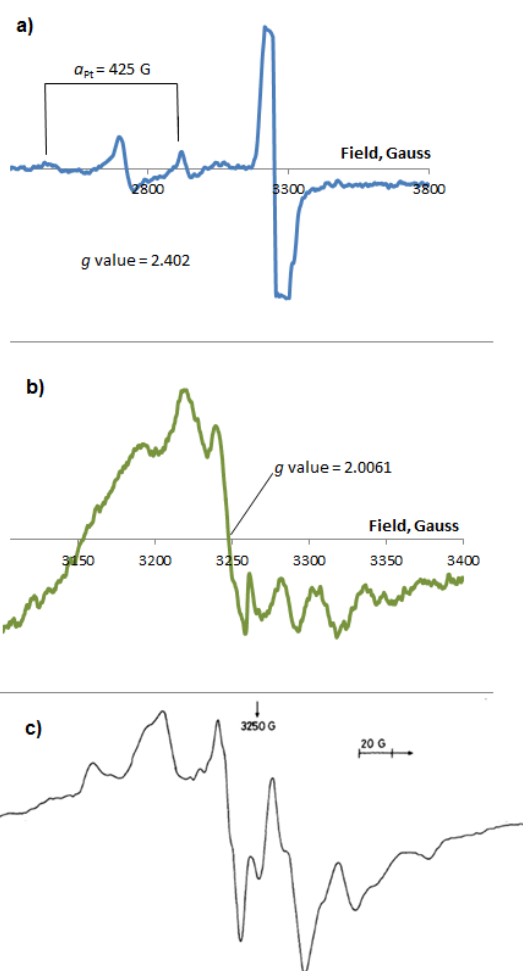 a)
aPt = 425 G
Field, Gauss
2800
3300
3800
g value = 2.402
b)
g value = 2.0061
Field, Gauss
3150
3200
3250
3300
3350
3400
c)
3250 G
20 G